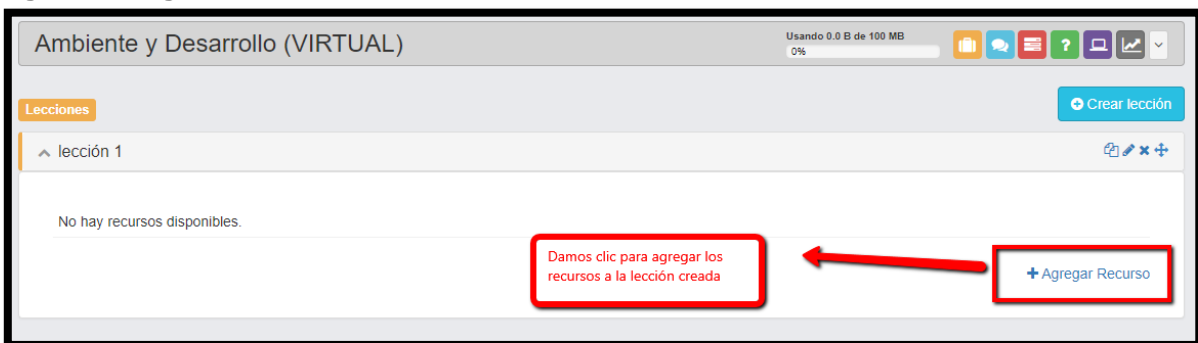 Ambiente y Desarrollo (VIRTUAL)
Usando 0.0 B de 100 MB
0%
?
Lecciones
Crear lección
lección 1
No hay recursos disponibles.
Damos clic para agregar los
recursos a la lección creada
+ Agregar Recurso